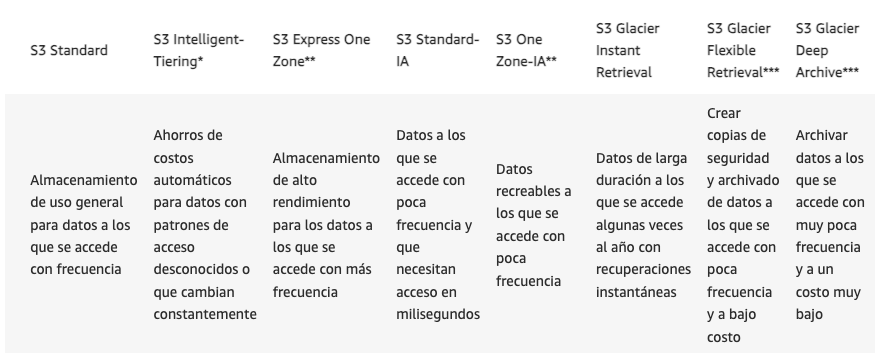 S3 Standard
S3 Intelligent-
Tiering*
S3 Express One
Zone**
S3 Standard-
IA
S3 One
Zone-IA**
S3 Glacier
Instant
Retrieval
S3 Glacier
Flexible
Retrieval***
S3 Glacier
Deep
Archive***
Almacenamiento
de uso general
para datos a los
que se accede
con frecuencia
Ahorros de
costos
automáticos
para datos con
patrones de
acceso
desconocidos o
que cambian
constantemente
Almacenamiento
de alto
rendimiento
para los datos a
los que se
accede con más
frecuencia
Datos a los
que se
accede con
poca
frecuencia y
que
necesitan
acceso en
milisegundos
Datos
recreables a
los que se
accede con
poca
frecuencia
Datos de larga
duración a los
que se accede
algunas veces
al año con
recuperaciones
instantáneas
Crear
copias de
seguridad
y archivado
de datos a
los que se
accede con
poca
frecuencia
y a bajo
costo
Archivar
datos a los
que se
accede con
muy poca
frecuencia
y a un
costo muy
bajo